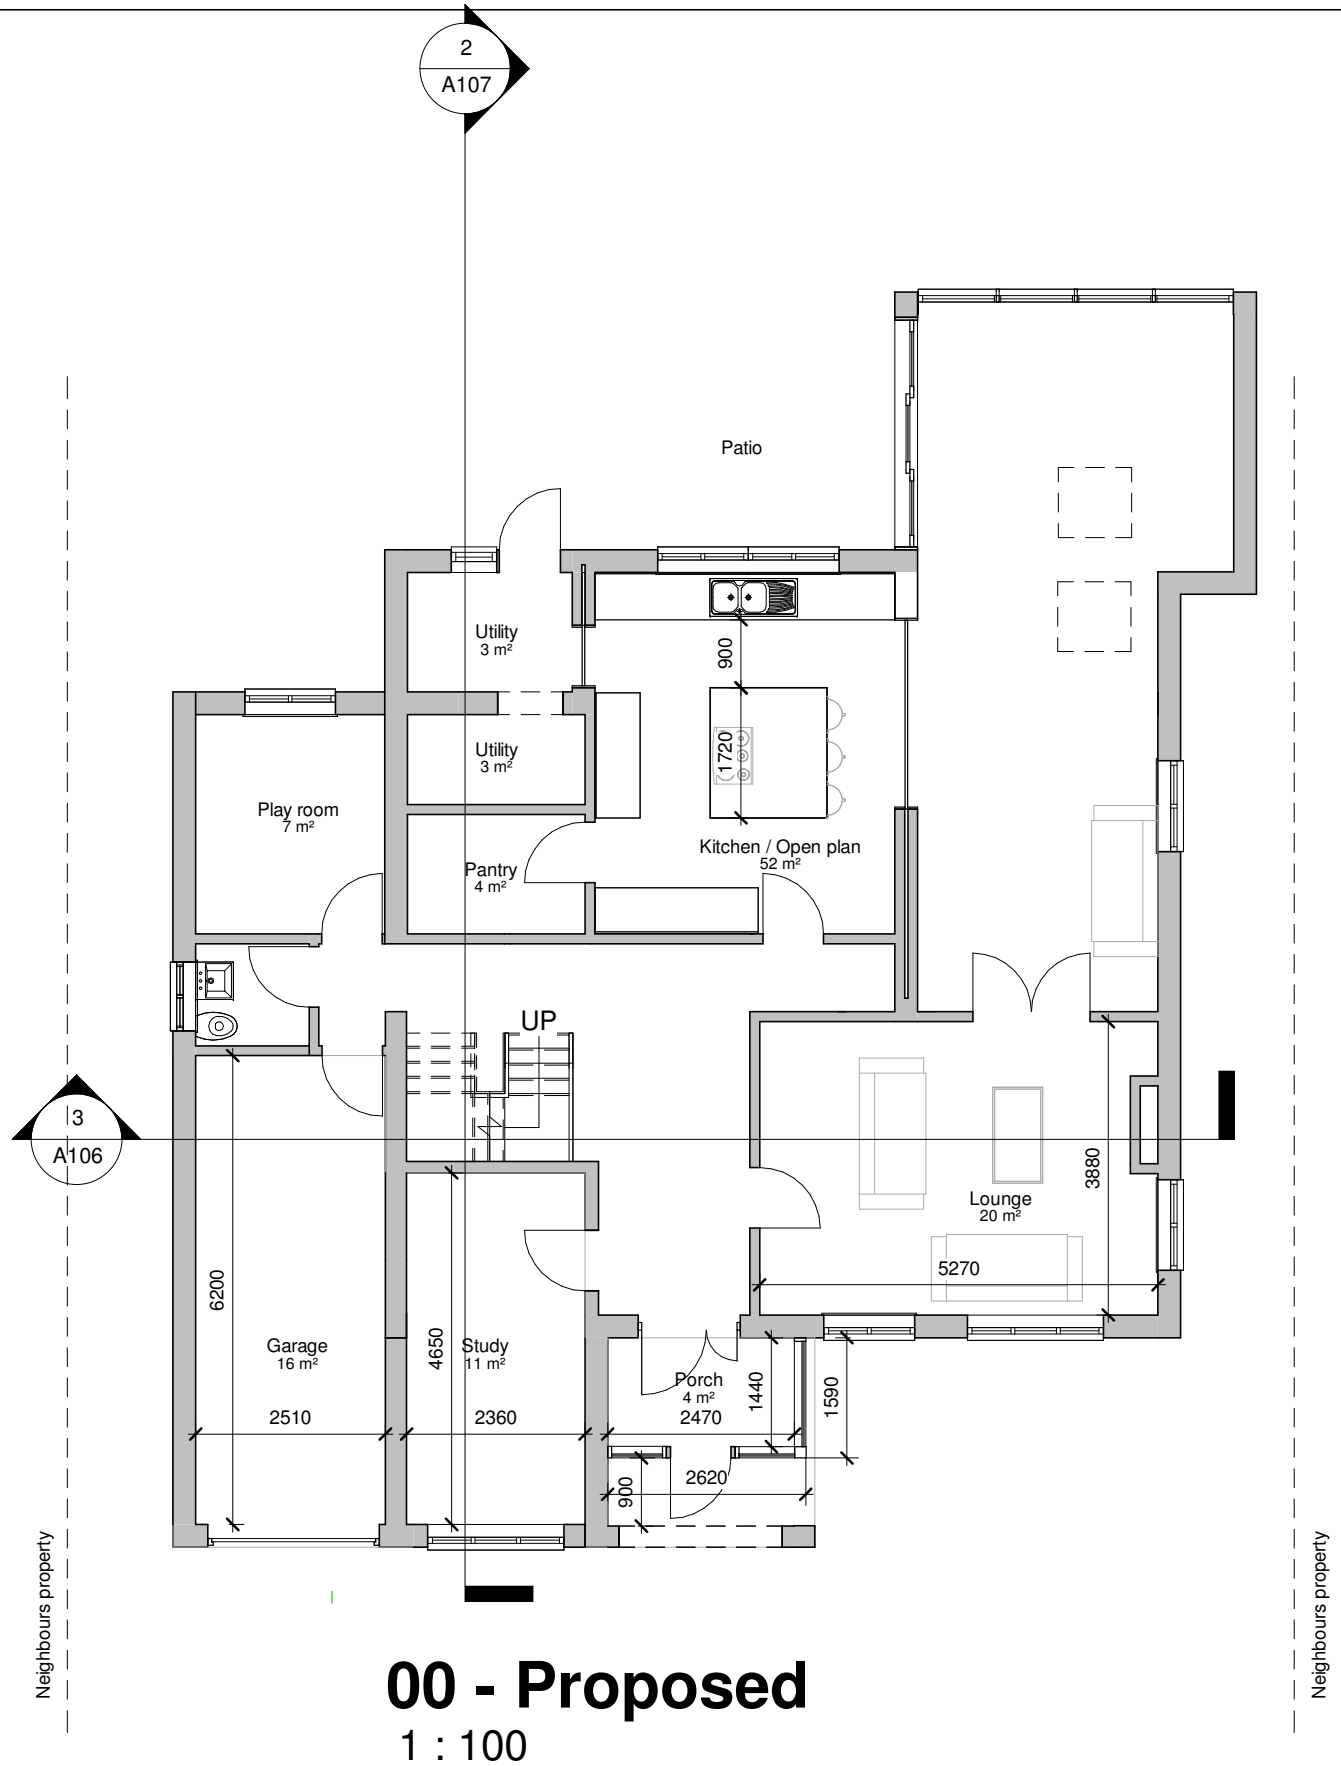 2
A107
Patio
Utility
3 m²
900
Utility
3 m²
1720
Play room
7 m²
Kitchen / Open plan
52 m²
Pantry
4 m²
UP
3
A106
3880
Lounge
20 m²
5270
6200
Garage
16 m²
4650
Study
11 m²
Porch
4 m²
1440
1590
2510
2360
2470
2620
900
Neighbours property
Neighbours property
00 - Proposed
1 : 100